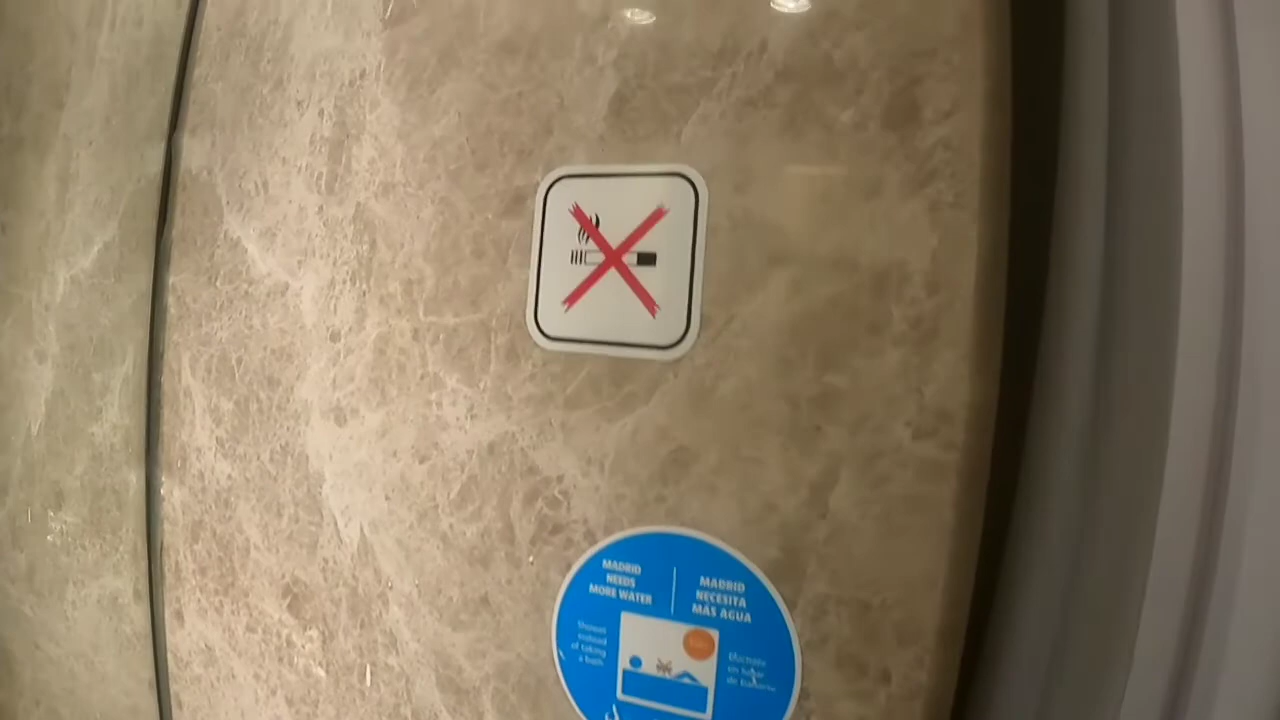 MADRID
NEEDS
MORE WATER
MADRID
NECESITA
MÁS AGUA
Shower
instead
of taking
a bath